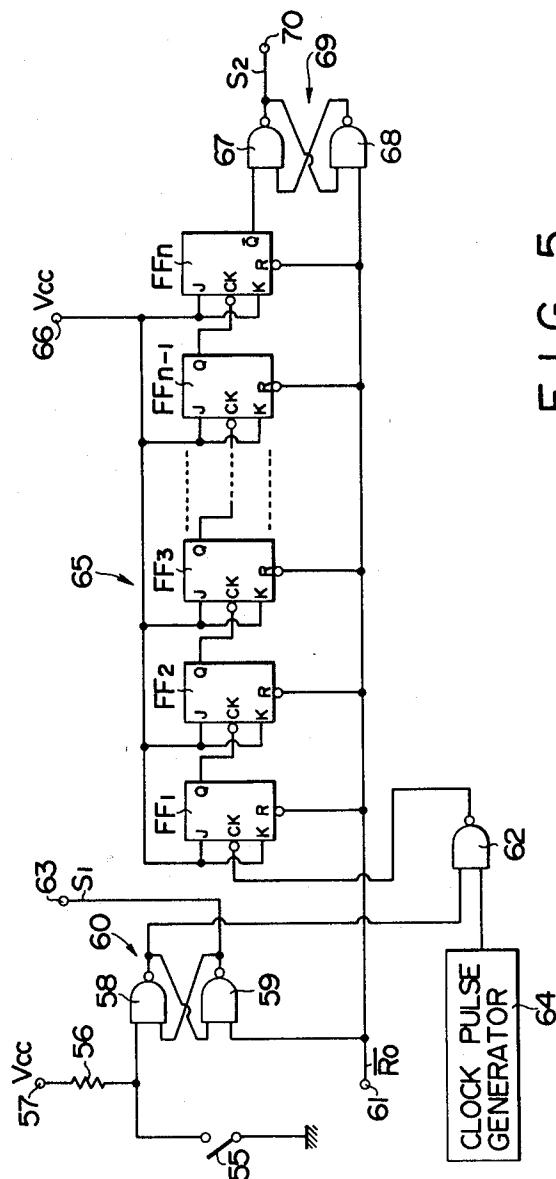 57 Vcc
56
55
58
60
59
63
S1
61
R̄o
CLOCK PULSE
GENERATOR
64
62
65
66 Vcc
FF1
J
CK
K
Q
R
FF2
J
CK
K
Q
R
FF3
J
CK
K
Q
R
FFn-1
J
CK
K
Q
R
FFn
J
CK
K
Q̄
R
67
68
69
S2
70
FIG. 5